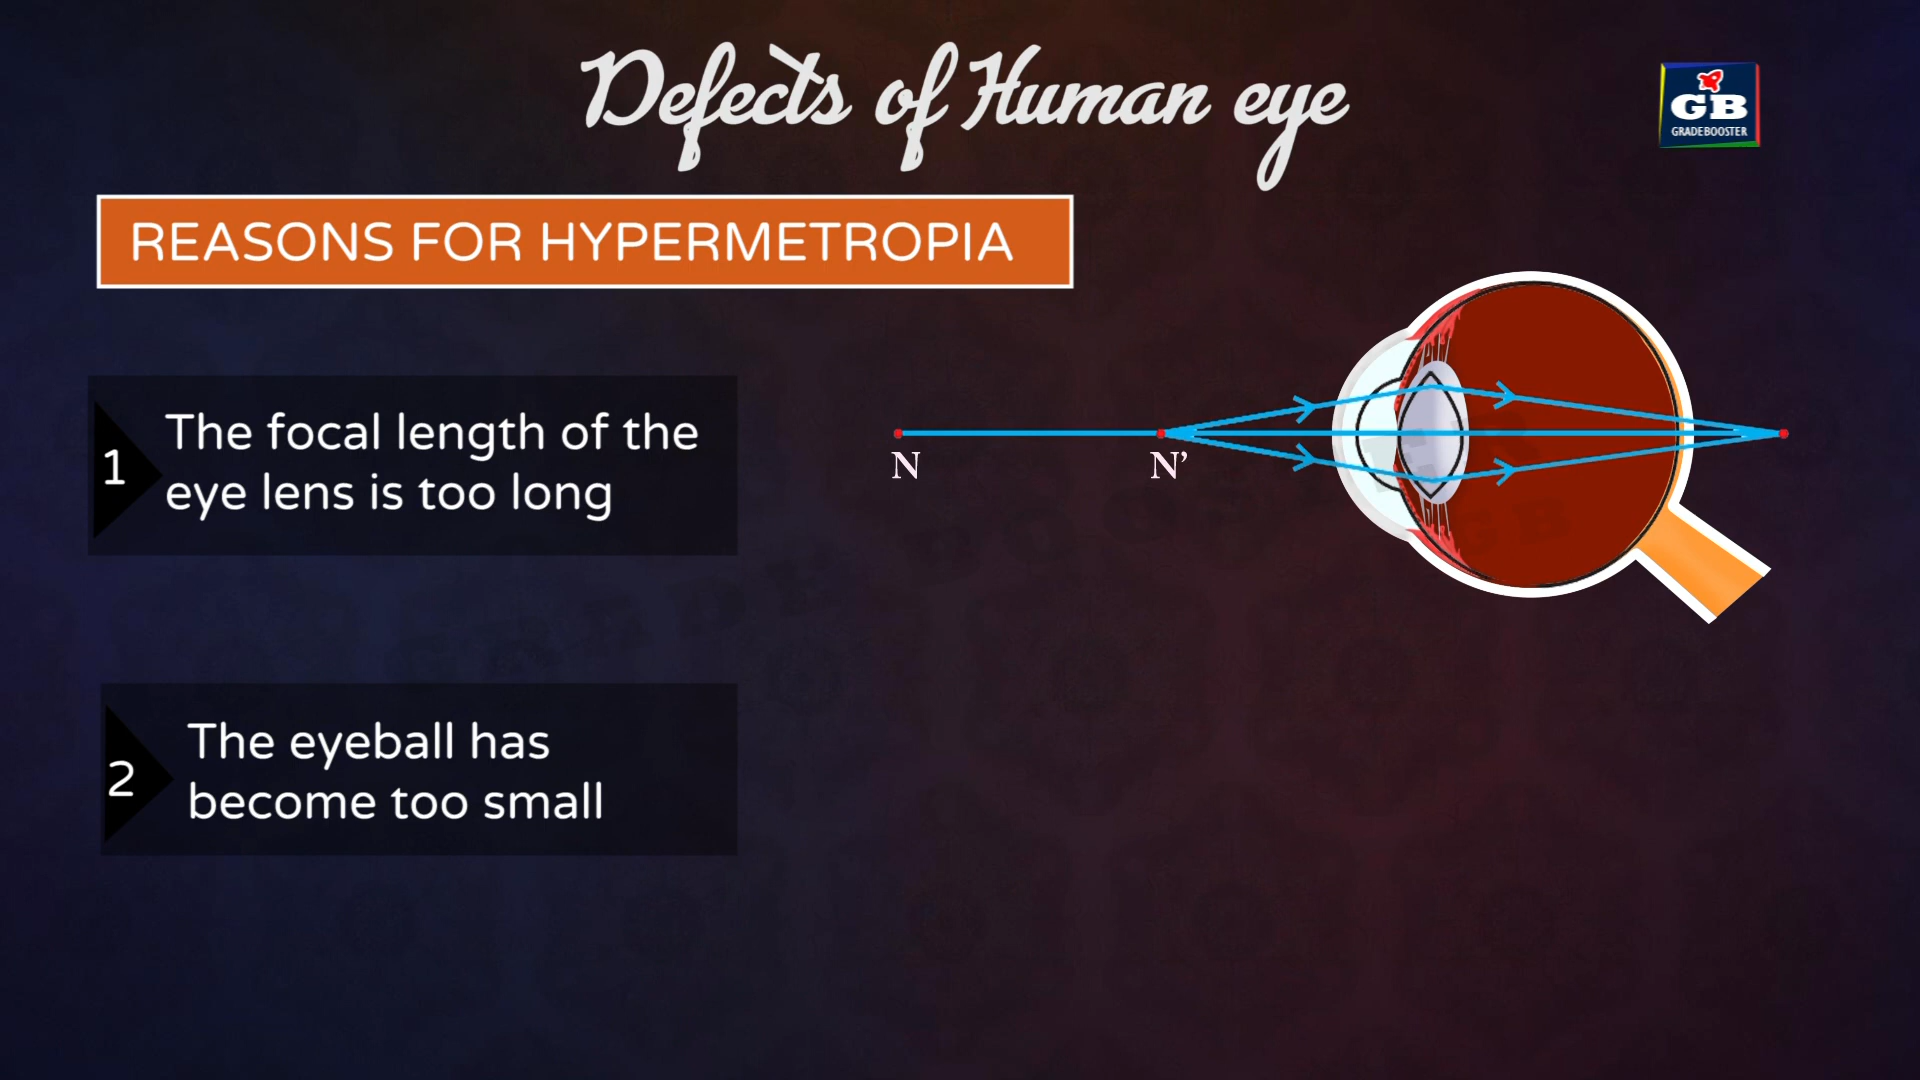 Defects of Human eye
GB
GRADEBOOSTER
REASONS FOR HYPERMETROPIA
1
The focal length of the
eye lens is too long
N
N’
2
The eyeball has
become too small